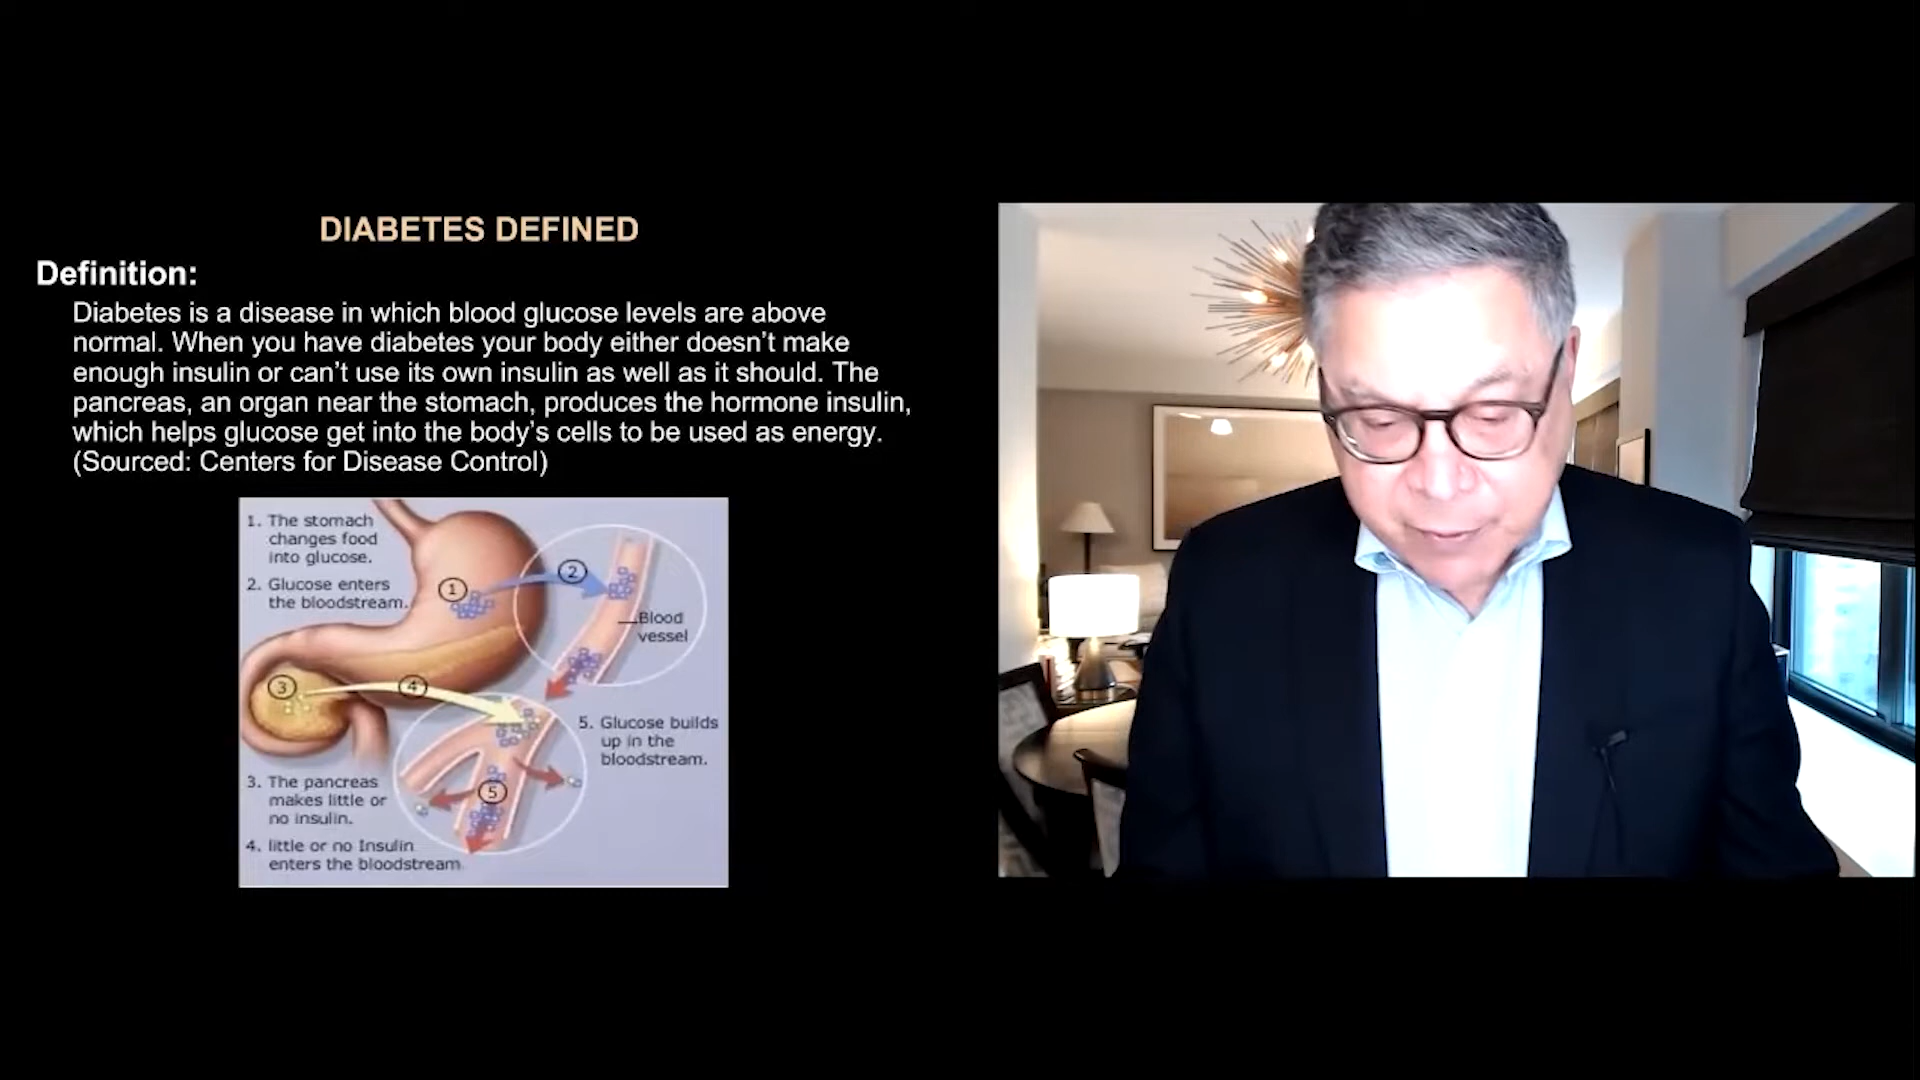 DIABETES DEFINED
Definition:
Diabetes is a disease in which blood glucose levels are above
normal. When you have diabetes your body either doesn't make
enough insulin or can't use its own insulin as well as it should. The
pancreas, an organ near the stomach, produces the hormone insulin,
which helps glucose get into the body's cells to be used as energy.
(Sourced: Centers for Disease Control)
1. The stomach
changes food
into glucose.
2. Glucose enters
the bloodstream.
1
2
Blood
vessel
3
4
5. Glucose builds
up in the
bloodstream.
5
3. The pancreas
makes little or
no insulin.
4. little or no Insulin
enters the bloodstream